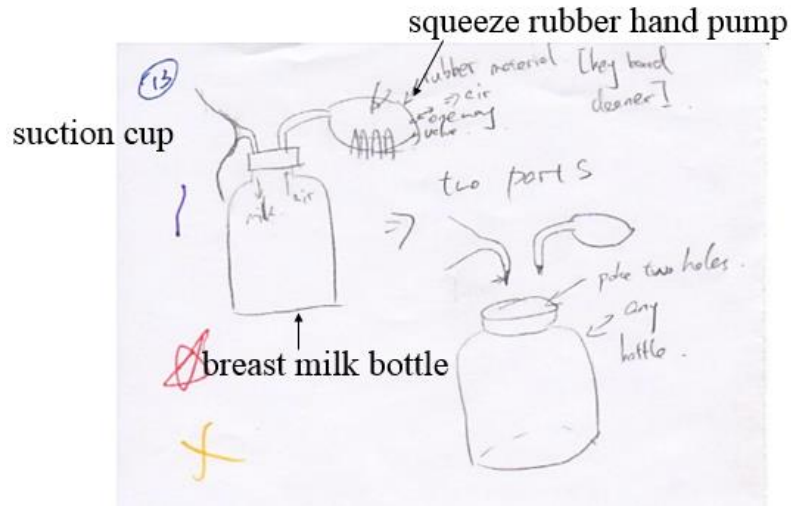 squeeze rubber hand pump
13
rubber material [key board
cleaner]
⇒ air
one way
valve
suction cup
milk air
two parts
poke two holes.
any
bottle.
breast milk bottle